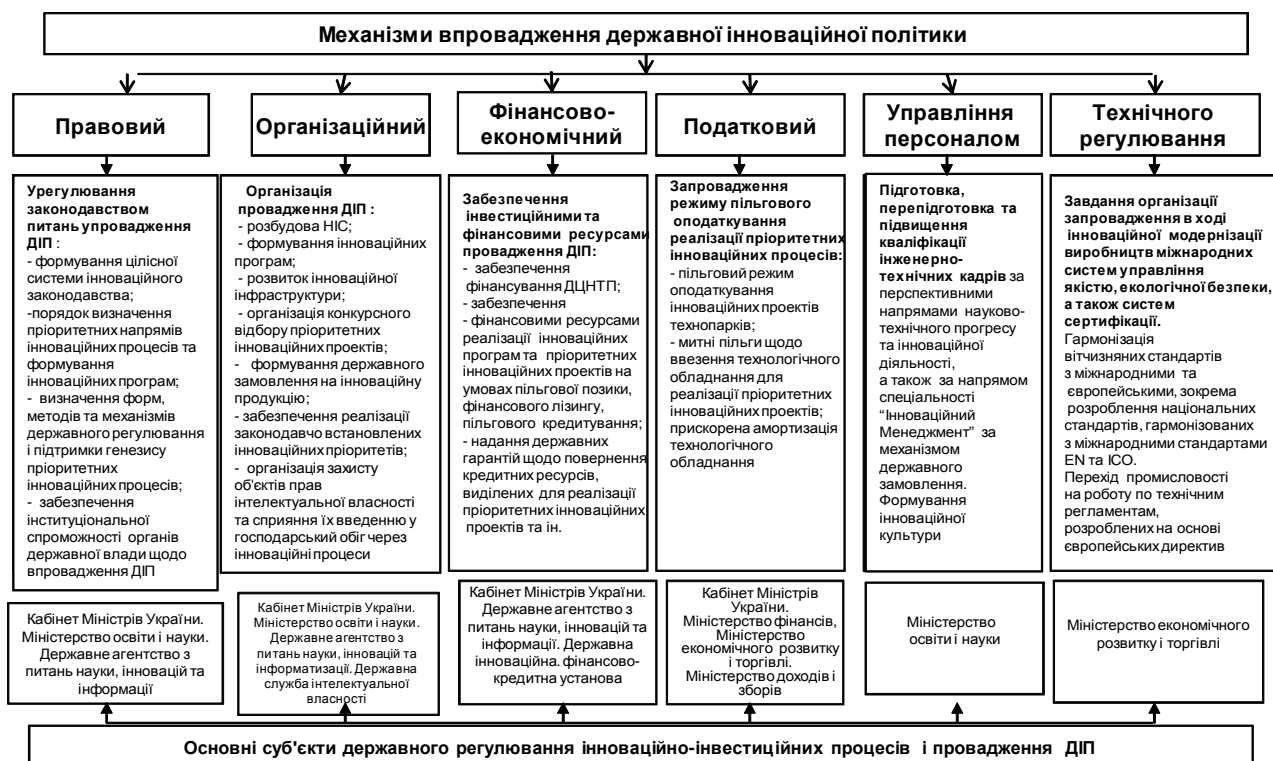 Механізми впровадження державної інноваційної політики
Правовий
Організаційний
Фінансово-
економічний
Податковий
Управління
персоналом
Технічного
регулювання
Урегулювання
законодавством
питань упровадження
ДІП :
- формування цілісної
системи інноваційного
законодавства;
-порядок визначення
пріоритетних напрямів
інноваційних процесів та
формування
інноваційних програм;
- визначення форм,
методів та механізмів
державного регулювання
і підтримки генезису
пріоритетних
інноваційних процесів;
- забезпечення
інституціональної
спроможності органів
державної влади щодо
впровадження ДІП
Організація
провадження ДІП :
- розбудова НІС;
- формування інноваційних
програм;
- розвиток інноваційної
інфраструктури;
- організація конкурсного
відбору пріоритетних
інноваційних проектів;
- формування державного
замовлення на інноваційну
продукцію;
- забезпечення реалізації
законодавчо встановлених
інноваційних пріоритетів;
- організація захисту
об'єктів прав
інтелектуальної власності
та сприяння їх введенню у
господарський обіг через
інноваційні процеси
Забезпечення
інвестиційними та
фінансовими ресурсами
провадження ДІП:
- забезпечення
фінансування ДЦНТП;
- забезпечення
- фінансовими ресурсами
реалізації інноваційних
програм та пріоритетних
інноваційних проектів на
умовах пільгової позики,
фінансового лізингу,
пільгового кредитування;
- надання державних
гарантій щодо повернення
кредитних ресурсів,
виділених для реалізації
пріоритетних інноваційних
проектів та ін.
Запровадження
режиму пільгового
оподаткування
реалізації пріоритетних
інноваційних процесів:
- пільговий режим
оподаткування
інноваційних проектів
технопарків;
- митні пільги щодо
ввезення технологічного
обладнання для
реалізації пріоритетних
інноваційних проектів;
прискорена амортизація
технологічного
обладнання
Підготовка,
перепідготовка та
підвищення
кваліфікації
інженерно-
технічних кадрів за
перспективними
напрямами науково-
технічного прогресу
та інноваційної
діяльності,
а також за напрямом
спеціальності
“Інноваційний
Менеджмент” за
механізмом
державного
замовлення.
Формування
інноваційної
культури
Завдання організації
запровадження в ході
інноваційної модернізації
виробництв міжнародних
систем управління
якістю, екологічної безпеки,
а також систем
сертифікації.
Гармонізація
вітчизняних стандартів
з міжнародними та
європейськими, зокрема
розроблення національних
стандартів, гармонізованих
з міжнародними стандартами
EN та ІСО.
Перехід промисловості
на роботу по технічним
регламентам,
розроблених на основі
європейських директив
Кабінет Міністрів України.
Міністерство освіти і науки.
Державне агентство з
питань науки, інновацій та
інформації
Кабінет Міністрів України.
Міністерство освіти і науки.
Державне агентство з
питань науки, інновацій та
інформатизації. Державна
служба інтелектуальної
власності
Кабінет Міністрів України.
Державне агентство з
питань науки, інновацій та
інформації. Державна
інноваційна. фінансово-
кредитна установа
Кабінет Міністрів
України.
Міністерство фінансів,
Міністерство
економічного розвитку
і торгівлі.
Міністерство доходів і
зборів
Міністерство
освіти і науки
Міністерство економічного
розвитку і торгівлі
Основні суб'єкти державного регулювання інноваційно-інвестиційних процесів і провадження ДІП